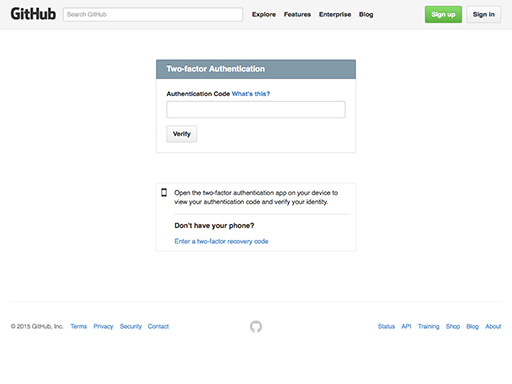 GitHub Search GitHub Explore Features Enterprise Blog Sign up Sign in
Two-factor Authentication
Authentication Code What's this?
Verify
Open the two-factor authentication app on your device to
view your authentication code and verify your identity.
Don't have your phone?
Enter a two-factor recovery code
© 2015 GitHub, Inc. Terms Privacy Security Contact Status API Training Shop Blog About